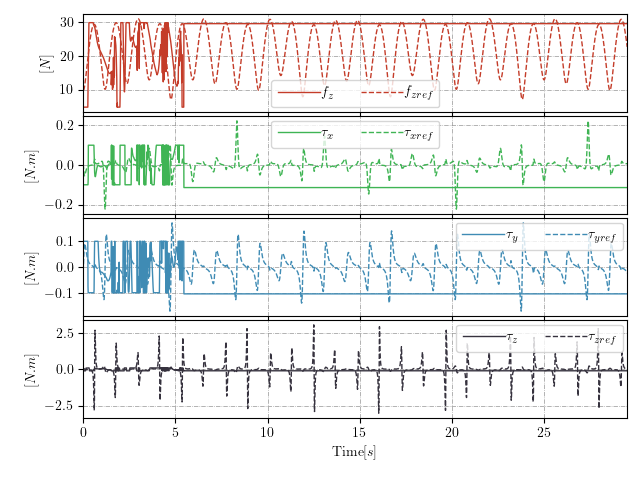 30
20
10
[N]
f_z f_zref
0.2
0.0
−0.2
[N.m]
τ_x τ_xref
0.1
0.0
−0.1
[N.m]
τ_y τ_yref
2.5
0.0
−2.5
[N.m]
τ_z τ_zref
0 5 10 15 20 25
Time[s]